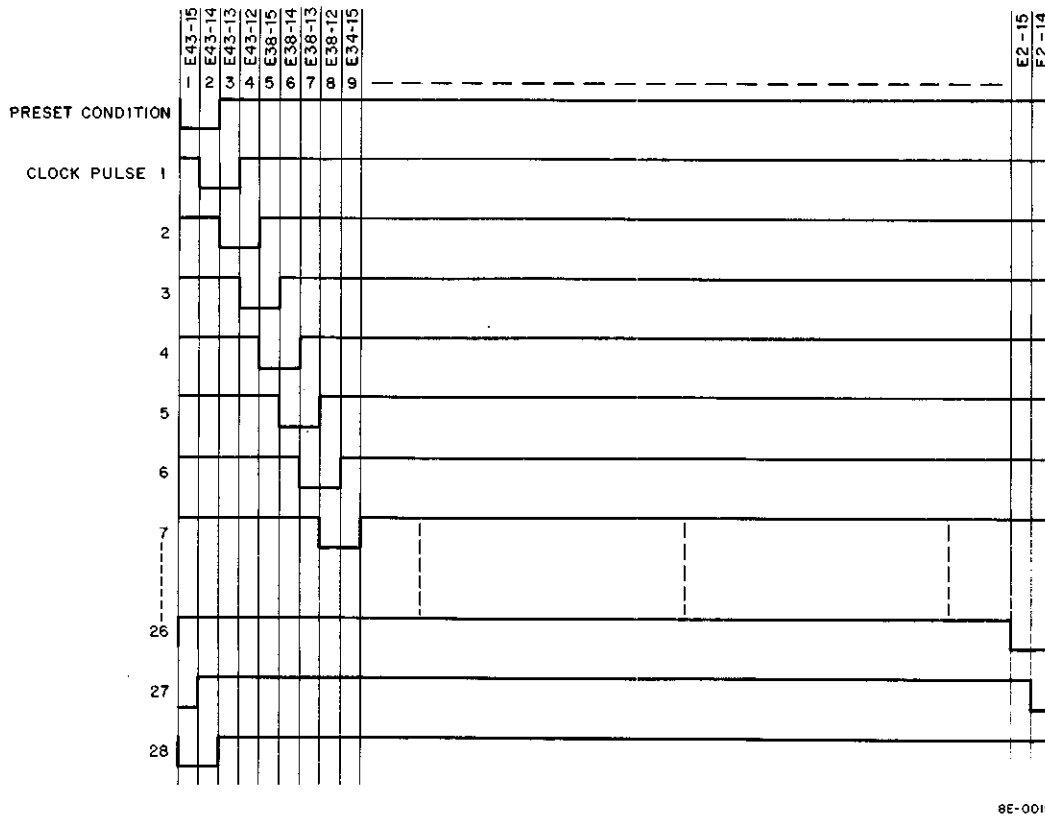 E43-15
E43-14
E43-13
E43-12
E38-15
E38-14
E38-13
E38-12
E34-15
E2-15
E2-14
1 2 3 4 5 6 7 8 9
PRESET CONDITION
CLOCK PULSE 1
2
3
4
5
6
7
26
27
28